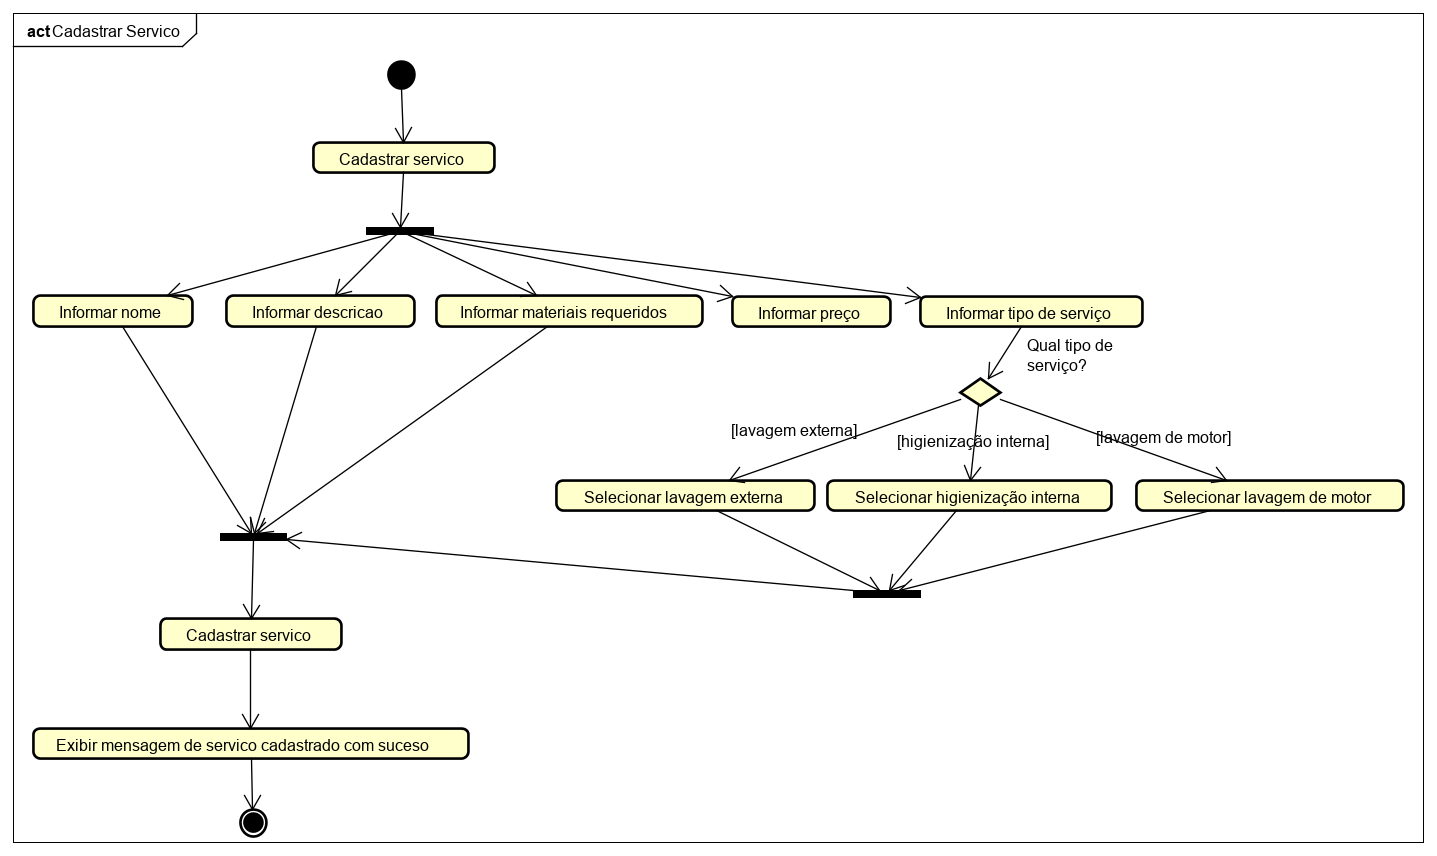 act Cadastrar Servico
Cadastrar servico
Informar nome
Informar descricao
Informar materiais requeridos
Informar preço
Informar tipo de serviço
Qual tipo de
serviço?
[lavagem externa]
[higienização interna]
[lavagem de motor]
Selecionar lavagem externa
Selecionar higienização interna
Selecionar lavagem de motor
Cadastrar servico
Exibir mensagem de servico cadastrado com suceso